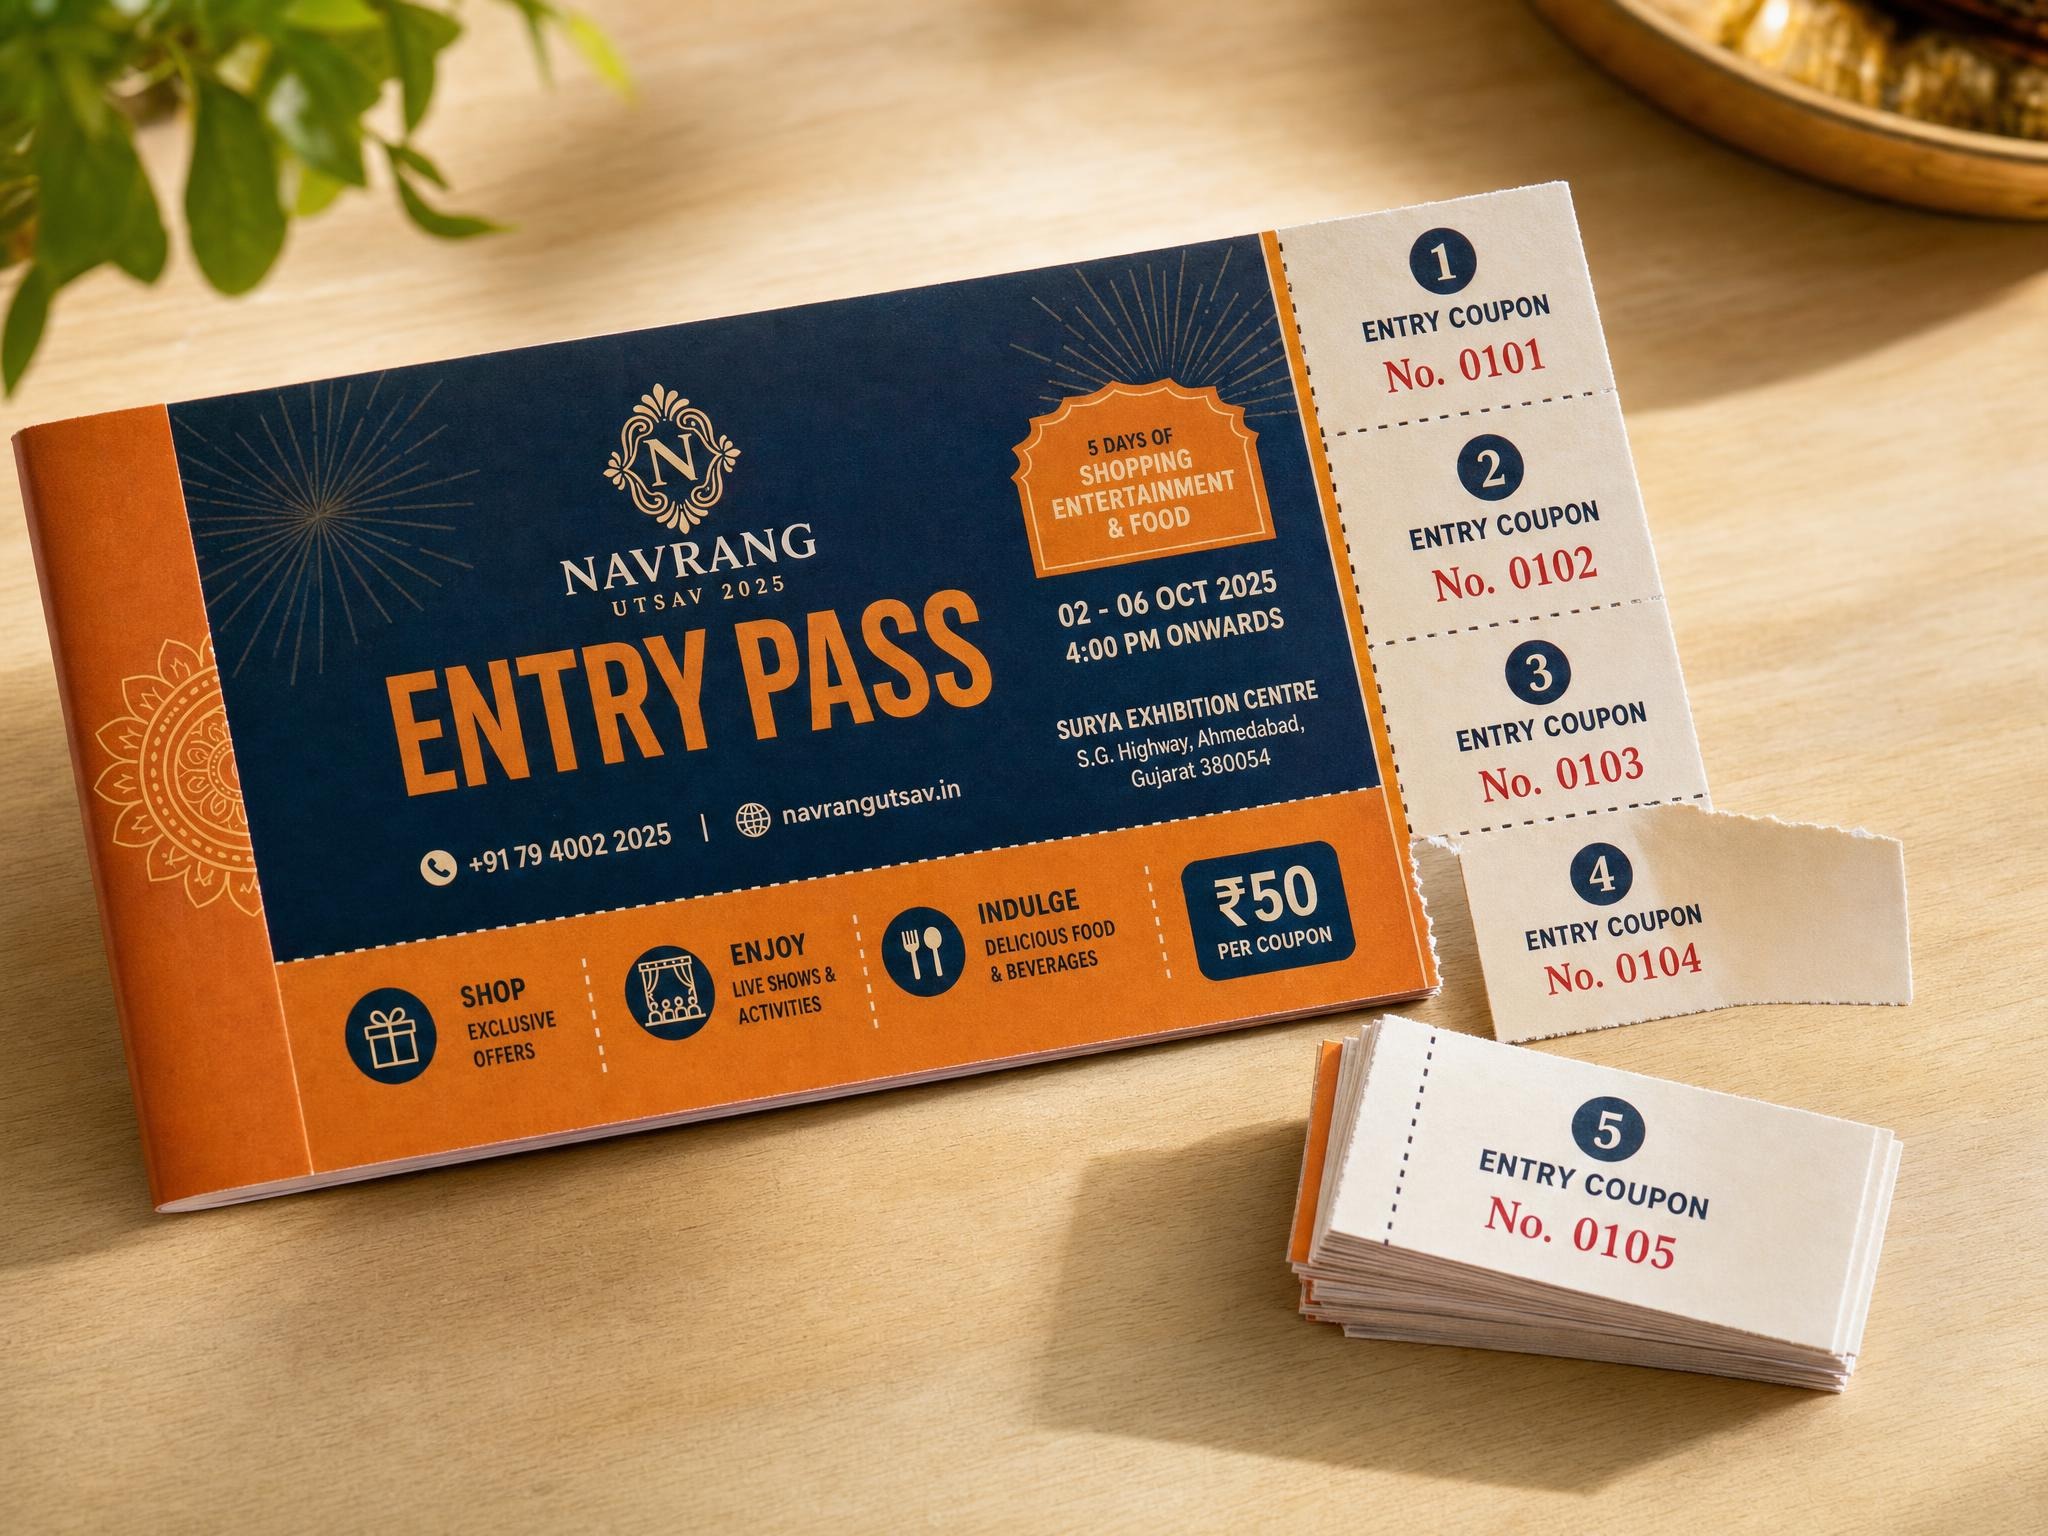 N
NAVRANG
UTSAV 2025
ENTRY PASS
+91 79 4002 2025 | navrangutsav.in
5 DAYS OF
SHOPPING
ENTERTAINMENT
& FOOD
02 - 06 OCT 2025
4:00 PM ONWARDS
SURYA EXHIBITION CENTRE
S.G. Highway, Ahmedabad,
Gujarat 380054
SHOP
EXCLUSIVE
OFFERS
ENJOY
LIVE SHOWS &
ACTIVITIES
INDULGE
DELICIOUS FOOD
& BEVERAGES
₹50
PER COUPON
1
ENTRY COUPON
No. 0101
2
ENTRY COUPON
No. 0102
3
ENTRY COUPON
No. 0103
4
ENTRY COUPON
No. 0104
5
ENTRY COUPON
No. 0105